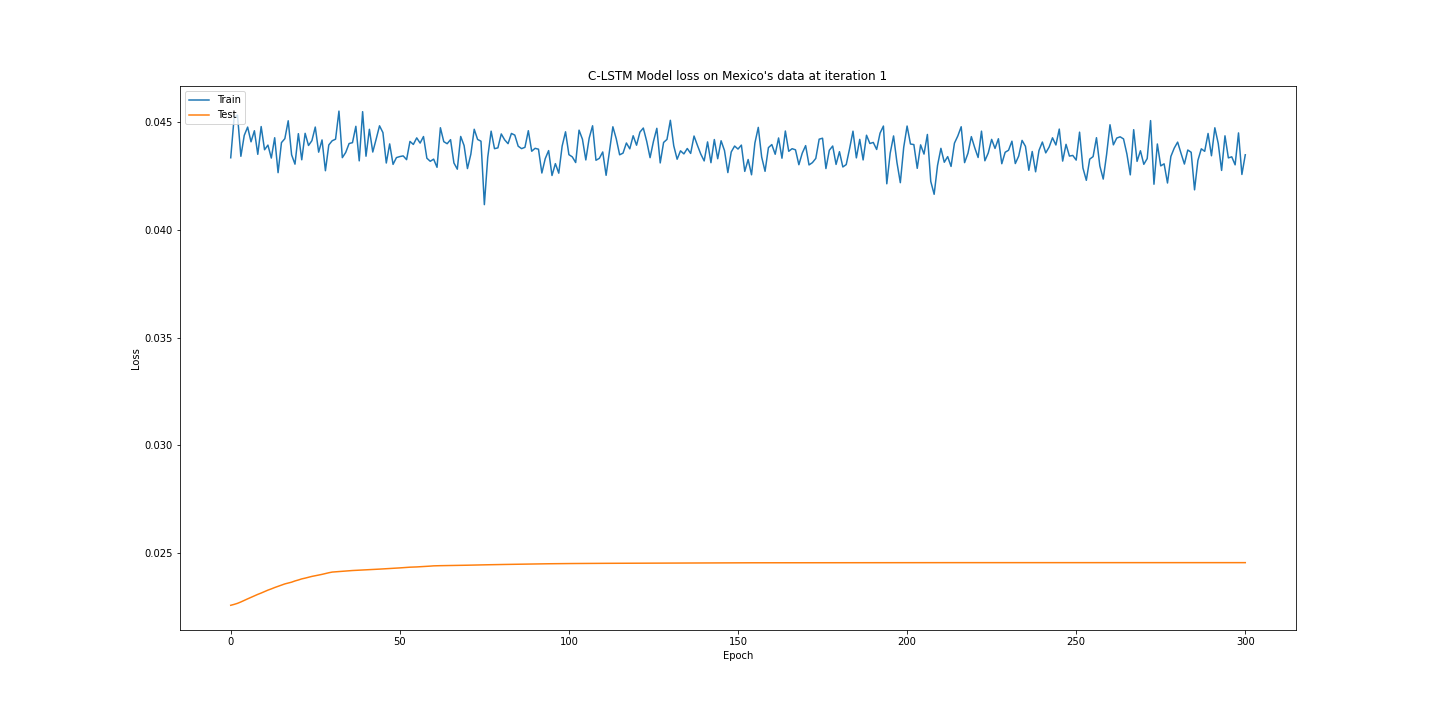 C-LSTM Model loss on Mexico's data at iteration 1
Train
Test
0.045
0.040
0.035
0.030
0.025
Loss
0 50 100 150 200 250 300
Epoch